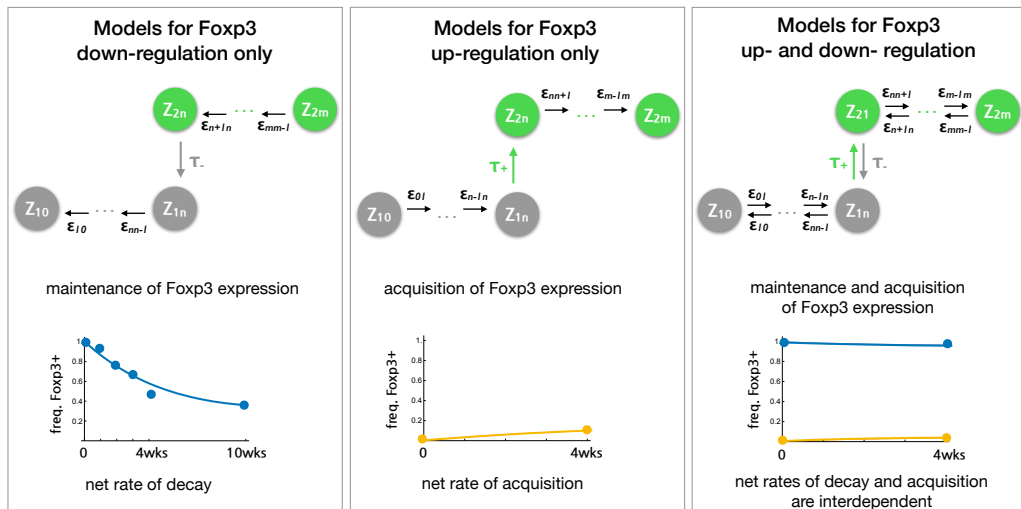 Models for Foxp3
down-regulation only
Z2n
...
Z2m
εn+1n
εmm-1
τ-
Z10
...
Z1n
ε10
εnn-1
maintenance of Foxp3 expression
freq. Foxp3+
1
0.8
0.6
0.4
0.2
0
4wks
10wks
net rate of decay
Models for Foxp3
up-regulation only
εnn+1
εm-1m
Z2n
...
Z2m
τ+
ε01
εn-1n
Z10
...
Z1n
acquisition of Foxp3 expression
freq. Foxp3+
1.
0.8
0.6
0.4
0.2
0
4wks
net rate of acquisition
Models for Foxp3
up- and down- regulation
εnn+1
εm-1m
Z21
...
Z2m
εn+1n
εmm-1
τ+
τ-
ε01
εn-1n
Z10
...
Z1n
ε10
εnn-1
maintenance and acquisition
of Foxp3 expression
freq. Foxp3+
1
0.8
0.6
0.4
0.2
0
4wks
net rates of decay and acquisition
are interdependent